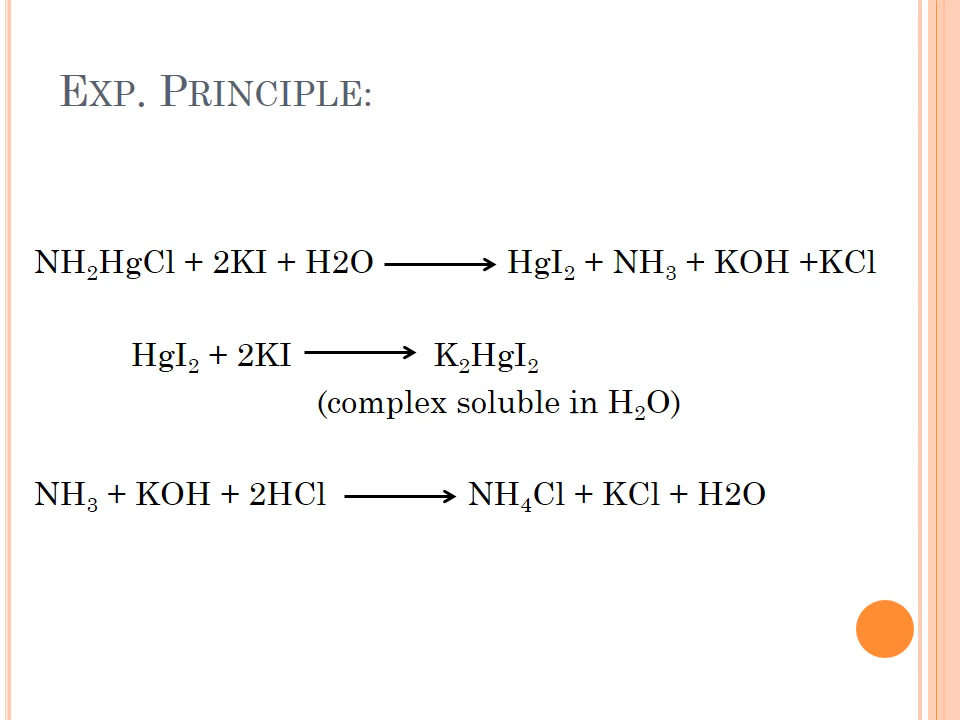 EXP. PRINCIPLE:
NH₂HgCl + 2KI + H2O ⟶ HgI₂ + NH₃ + KOH +KCl
HgI₂ + 2KI ⟶ K₂HgI₂
(complex soluble in H₂O)
NH₃ + KOH + 2HCl ⟶ NH₄Cl + KCl + H2O